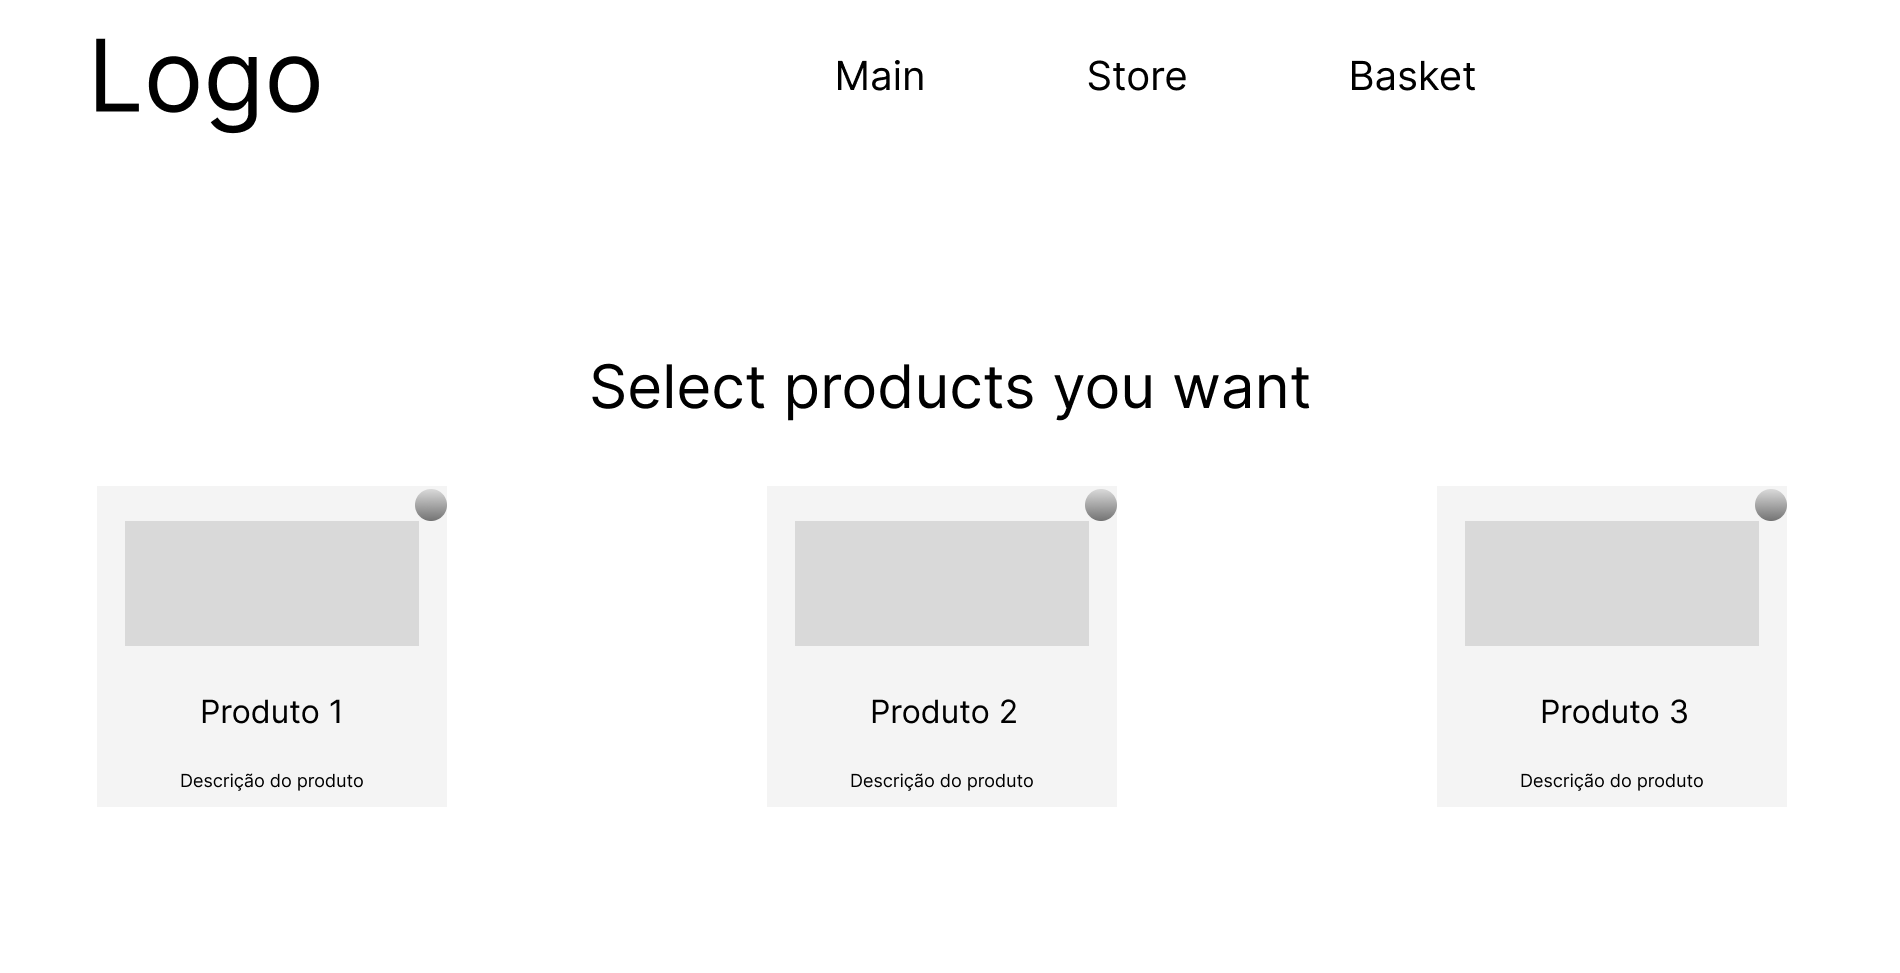 Logo
Main Store Basket
Select products you want
Produto 1
Descrição do produto
Produto 2
Descrição do produto
Produto 3
Descrição do produto